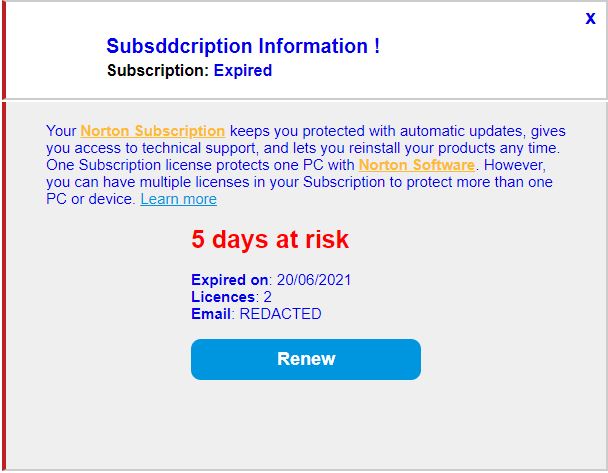 x
Subsddcription Information !
Subscription: Expired
Your Norton Subscription keeps you protected with automatic updates, gives
you access to technical support, and lets you reinstall your products any time.
One Subscription license protects one PC with Norton Software. However,
you can have multiple licenses in your Subscription to protect more than one
PC or device. Learn more
5 days at risk
Expired on: 20/06/2021
Licences: 2
Email: REDACTED
Renew